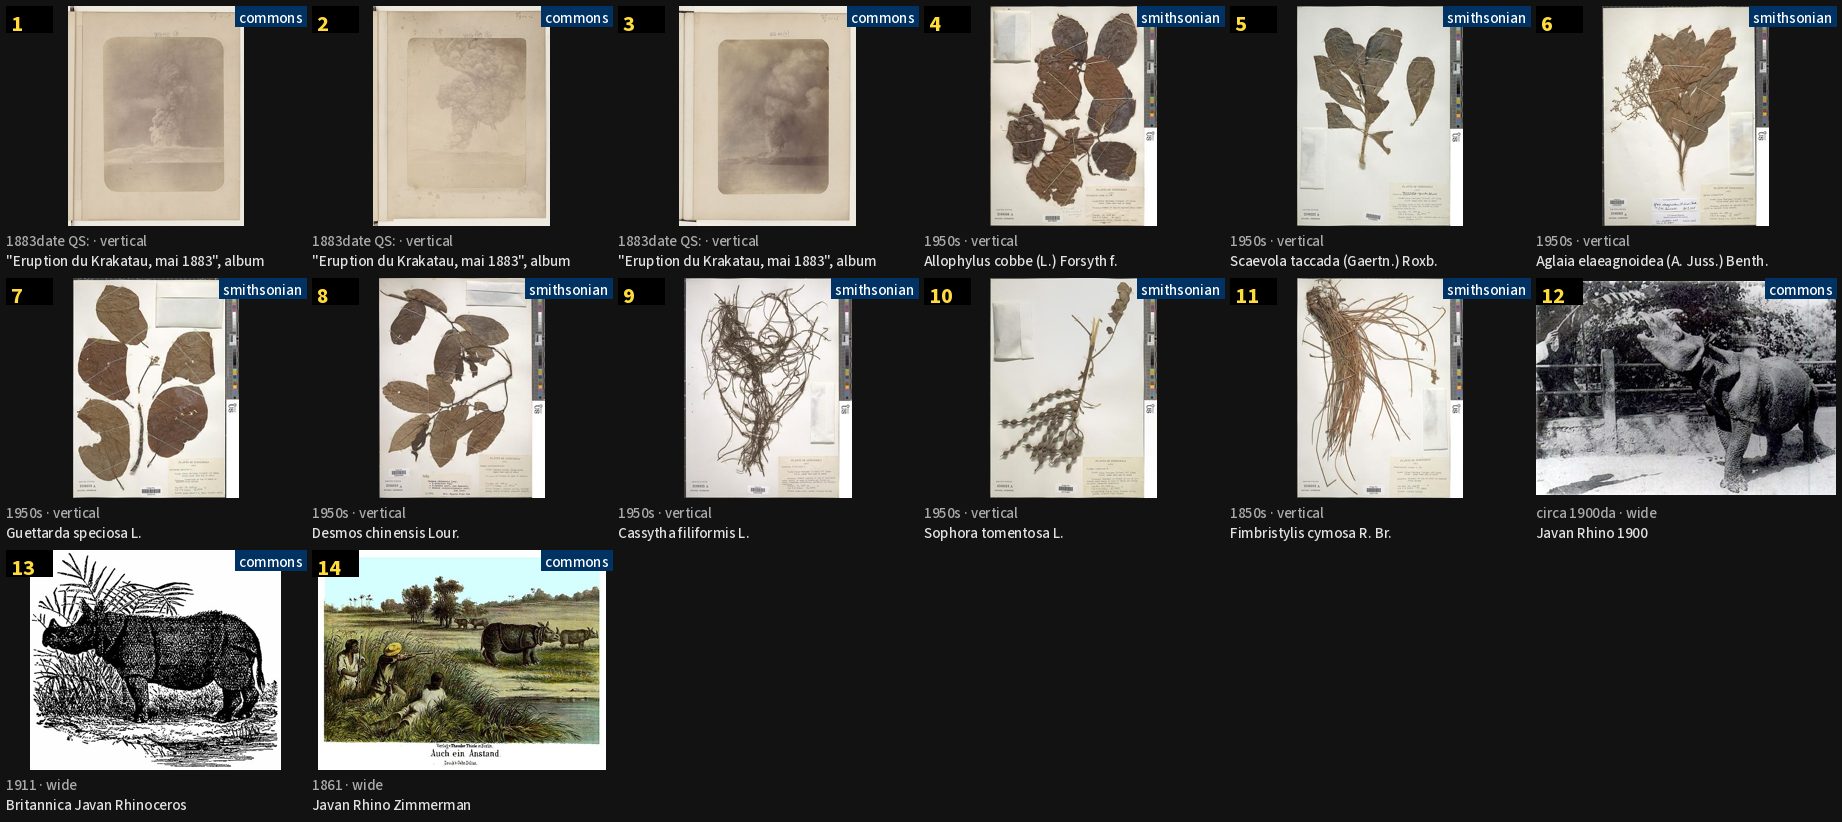 1
commons
1883date QS: · vertical
"Eruption du Krakatau, mai 1883", album
2
commons
1883date QS: · vertical
"Eruption du Krakatau, mai 1883", album
3
commons
1883date QS: · vertical
"Eruption du Krakatau, mai 1883", album
4
smithsonian
1950s · vertical
Allophylus cobbe (L.) Forsyth f.
5
smithsonian
1950s · vertical
Scaevola taccada (Gaertn.) Roxb.
6
smithsonian
1950s · vertical
Aglaia elaeagnoidea (A. Juss.) Benth.
7
smithsonian
1950s · vertical
Guettarda speciosa L.
8
smithsonian
1950s · vertical
Desmos chinensis Lour.
9
smithsonian
1950s · vertical
Cassytha filiformis L.
10
smithsonian
1950s · vertical
Sophora tomentosa L.
11
smithsonian
1850s · vertical
Fimbristylis cymosa R. Br.
12
commons
circa 1900da · wide
Javan Rhino 1900
13
commons
1911 · wide
Britannica Javan Rhinoceros
14
commons
Auch ein Anstand.
1861 · wide
Javan Rhino Zimmerman